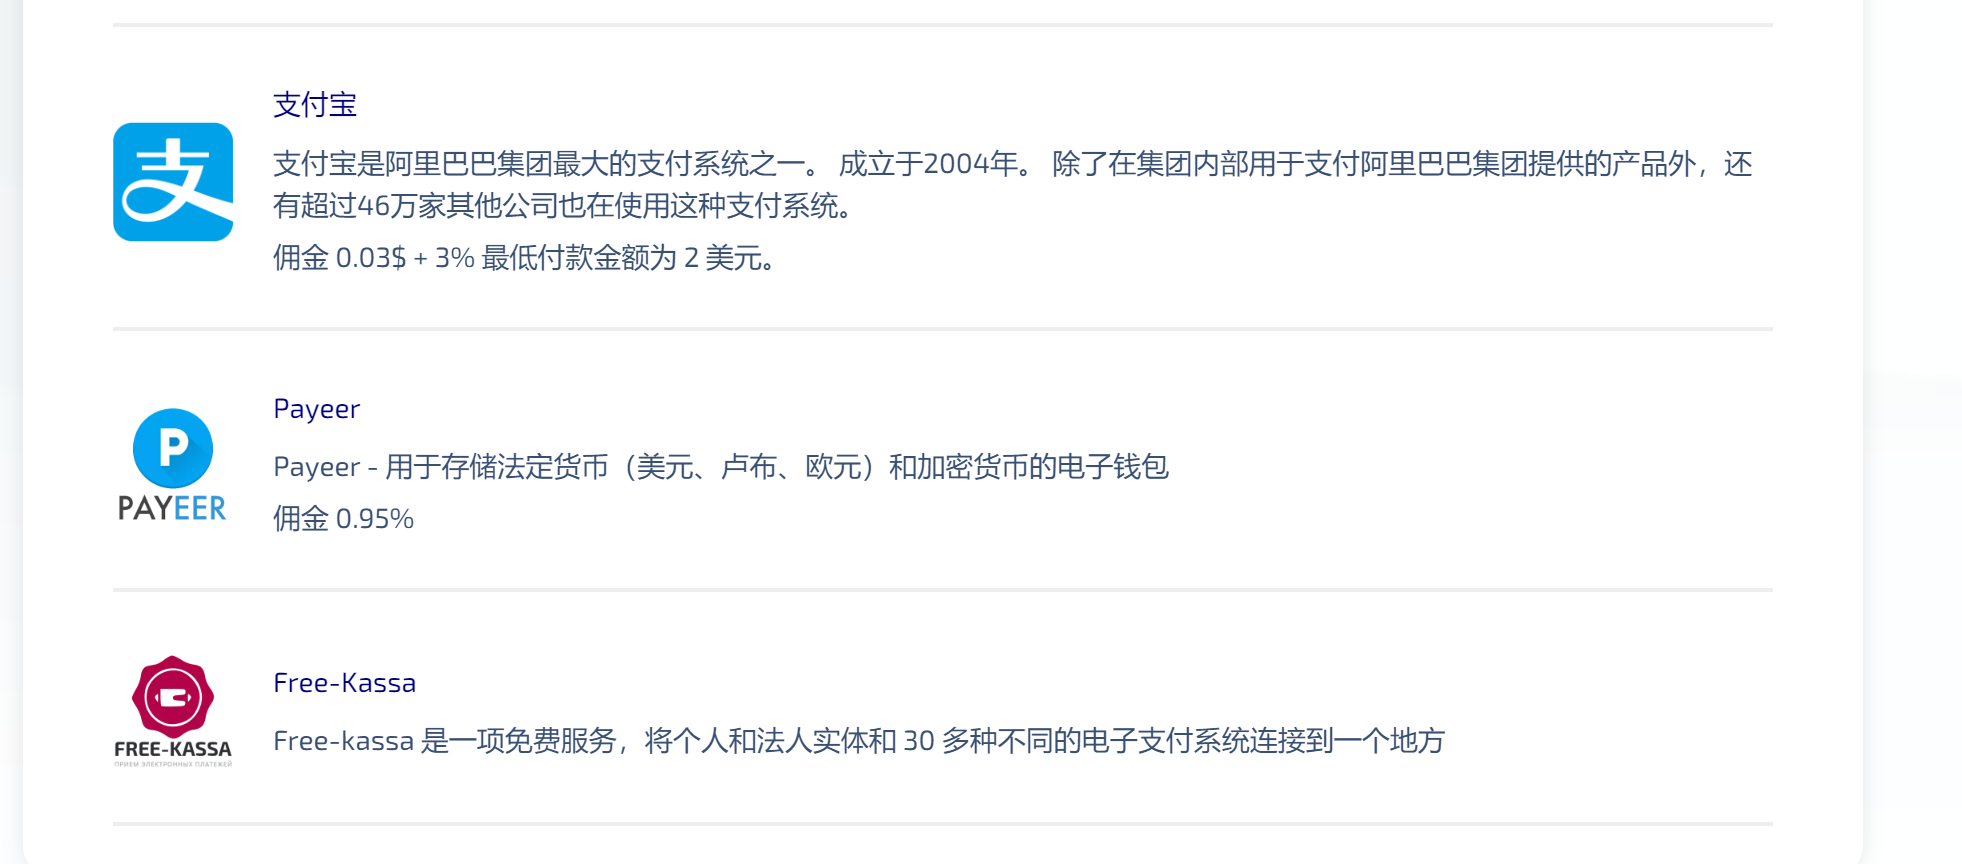 支付宝
支付宝是阿里巴巴集团最大的支付系统之一。 成立于2004年。 除了在集团内部用于支付阿里巴巴集团提供的产品外，还
有超过46万家其他公司也在使用这种支付系统。
佣金 0.03$ + 3% 最低付款金额为 2 美元。
支
Payeer
Payeer - 用于存储法定货币（美元、卢布、欧元）和加密货币的电子钱包
佣金 0.95%
P
PAYEER
Free-Kassa
Free-kassa 是一项免费服务，将个人和法人实体和 30 多种不同的电子支付系统连接到一个地方
FREE-KASSA
ПРИЕМ ЭЛЕКТРОННЫХ ПЛАТЕЖЕЙ